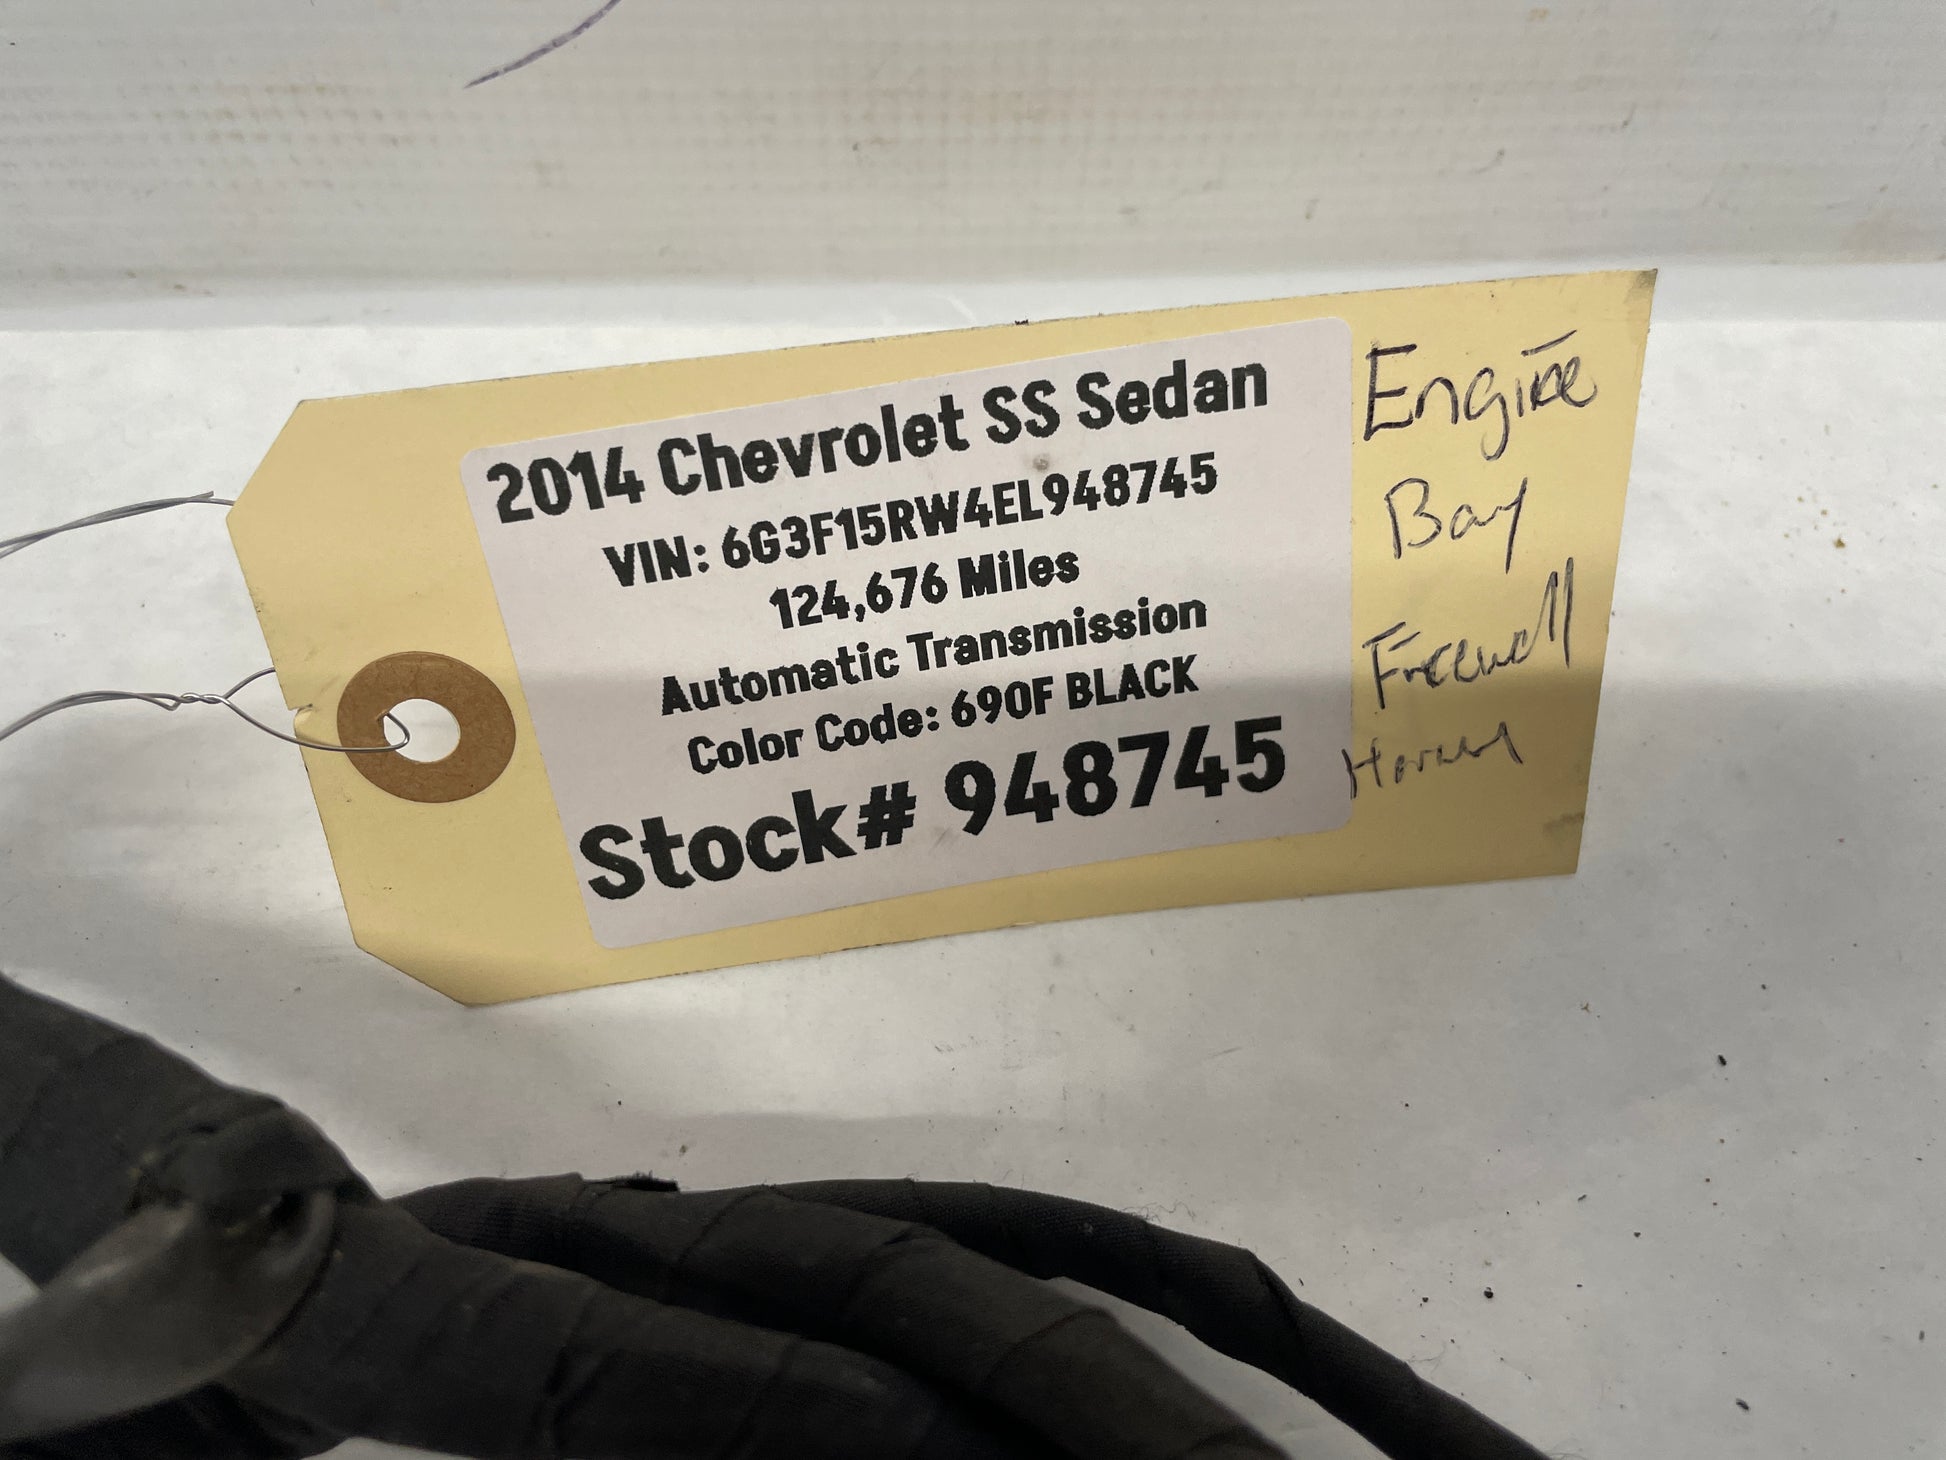 2014 Chevrolet SS Sedan
VIN: 6G3F15RW4EL948745
124,676 Miles
Automatic Transmission
Color Code: 690F BLACK
Stock# 948745
Engine
Bay
Firewall